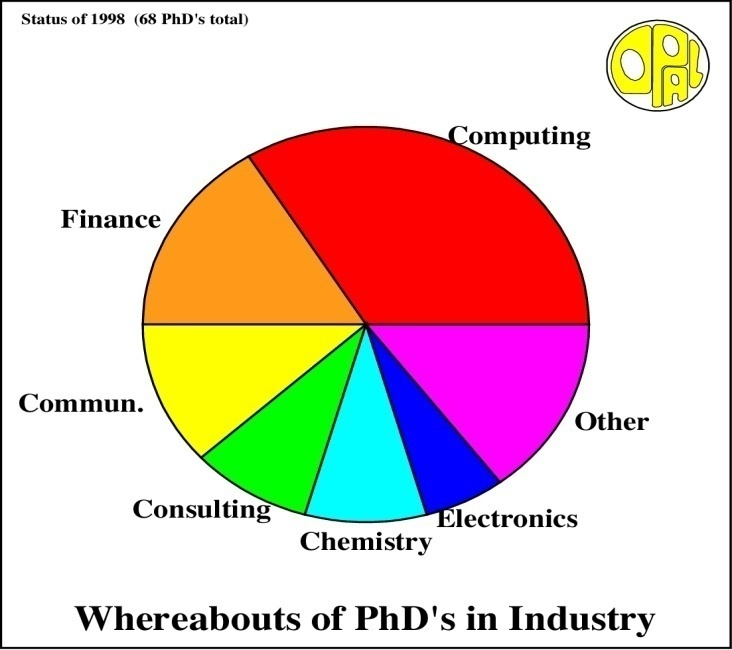 Status of 1998 (68 PhD's total)
OPAL
Computing
Finance
Commun.
Other
Consulting
Electronics
Chemistry
Whereabouts of PhD's in Industry